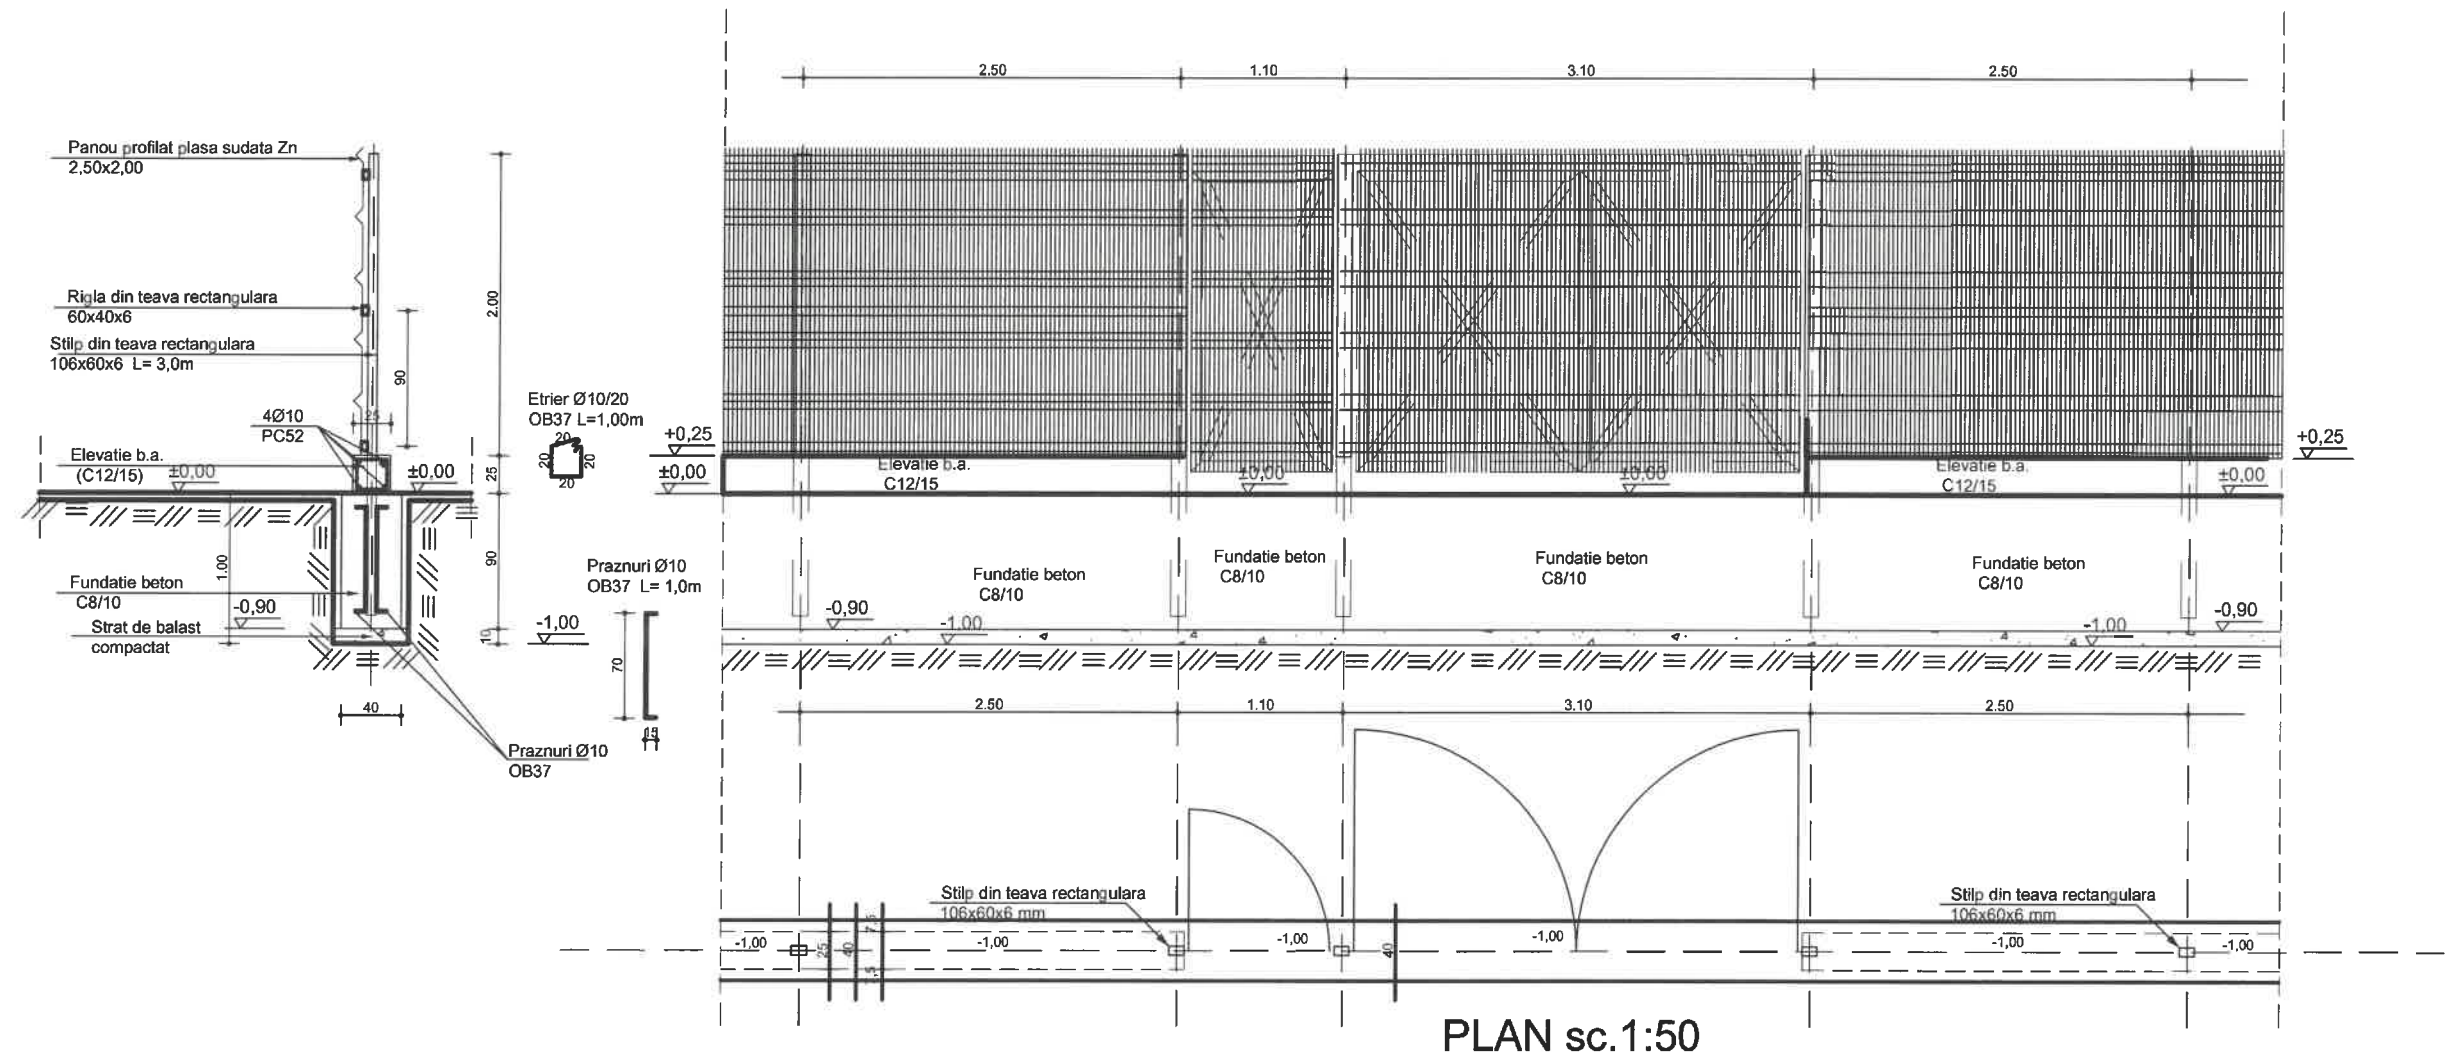 2.50
1.10
3.10
2.50
Panou profilat plasa sudata Zn
2,50x2,00
Rigla din teava rectangulara
60x40x6
Stilp din teava rectangulara
106x60x6 L= 3,0m
2.00
90
4Ø10
PC52
25
Elevatie b.a.
(C12/15)
±0,00
±0,00
25
Etrier Ø10/20
OB37 L=1,00m
20
20
20
20
+0,25
±0,00
Elevatie b.a.
C12/15
±0,00
±0,00
+0,25
Elevatie b.a.
C12/15
±0,00
1.00
90
Fundatie beton
C8/10
-0,90
Strat de balast
compactat
10
-1,00
40
Praznuri Ø10
OB37 L= 1,0m
70
15
Praznuri Ø10
OB37
Fundatie beton
C8/10
Fundatie beton
C8/10
Fundatie beton
C8/10
Fundatie beton
C8/10
-0,90
-1,00
-1,00
-0,90
2.50
1.10
3.10
2.50
Stilp din teava rectangulara
106x60x6 mm
Stilp din teava rectangulara
106x60x6 mm
-1,00
25
40
7,5
-1,00
-1,00
40
-1,00
-1,00
-1,00
PLAN sc.1:50